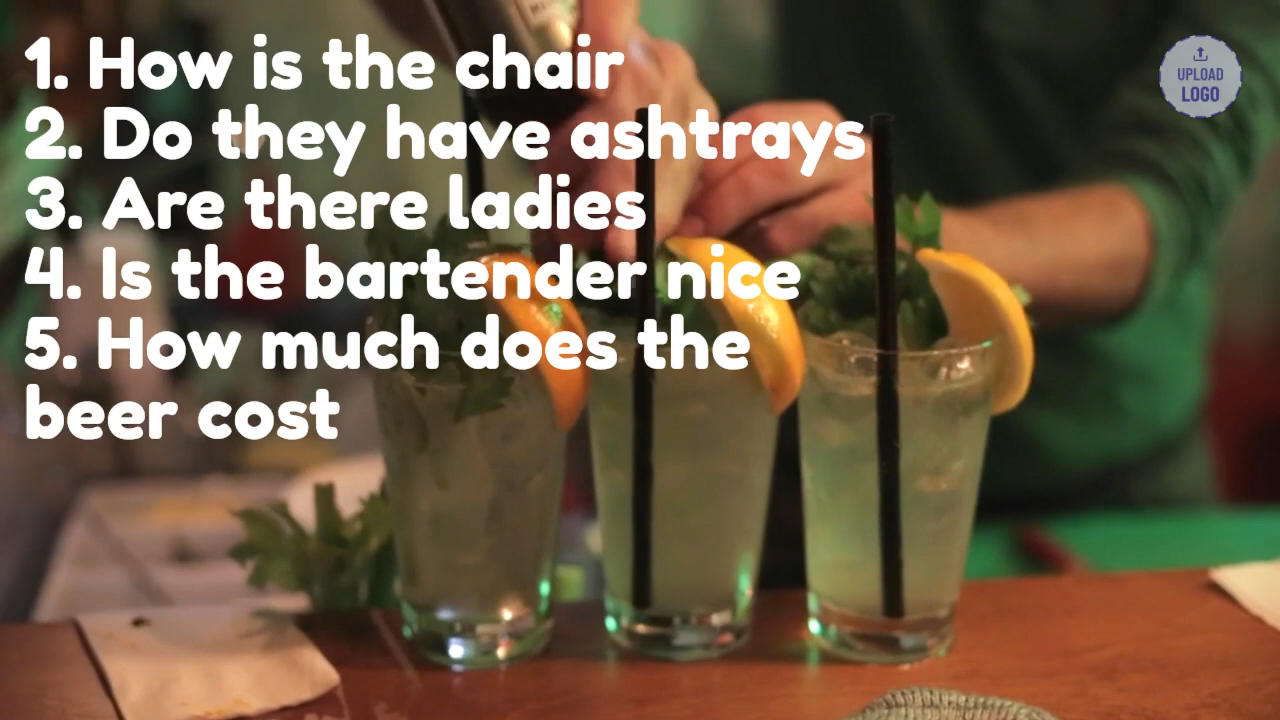 1. How is the chair
2. Do they have ashtrays
3. Are there ladies
4. Is the bartender nice
5. How much does the
beer cost
UPLOAD
LOGO